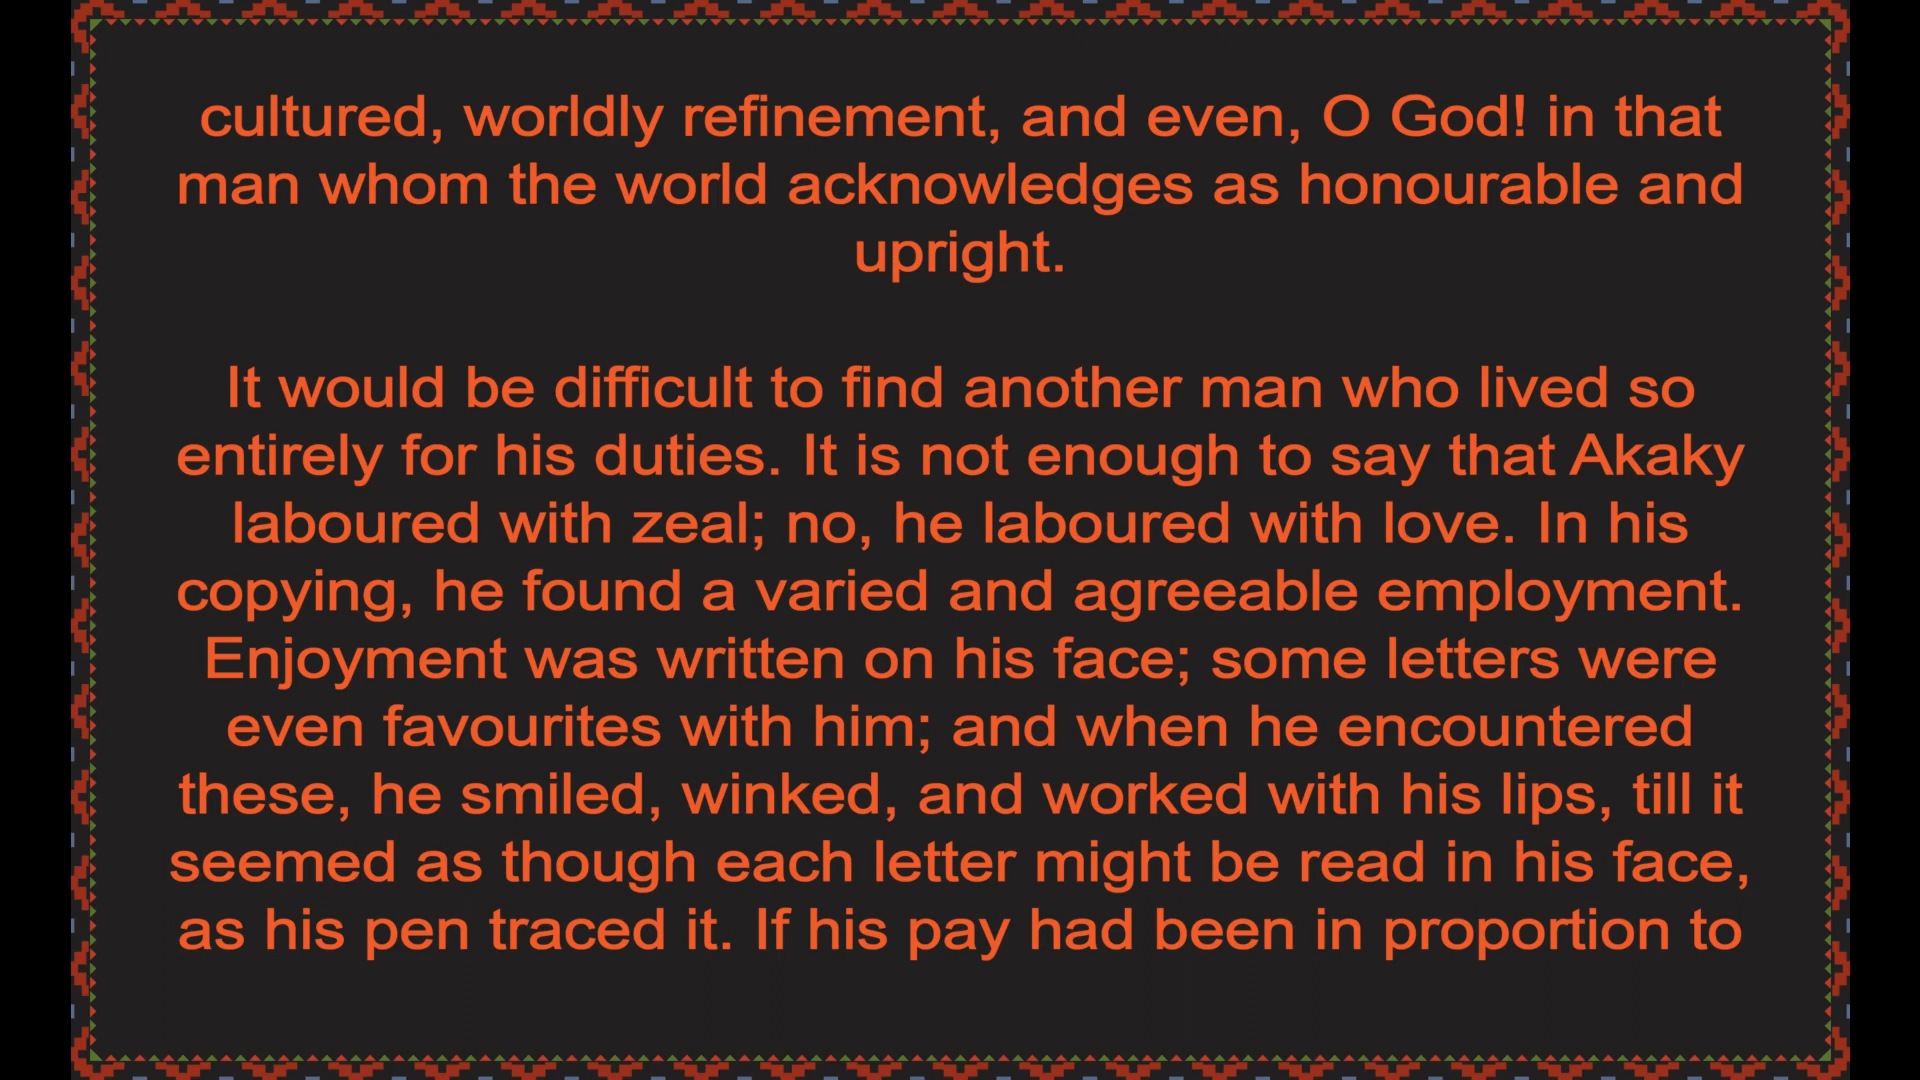 cultured, worldly refinement, and even, O God! in that
man whom the world acknowledges as honourable and
upright.
It would be difficult to find another man who lived so
entirely for his duties. It is not enough to say that Akaky
laboured with zeal; no, he laboured with love. In his
copying, he found a varied and agreeable employment.
Enjoyment was written on his face; some letters were
even favourites with him; and when he encountered
these, he smiled, winked, and worked with his lips, till it
seemed as though each letter might be read in his face,
as his pen traced it. If his pay had been in proportion to